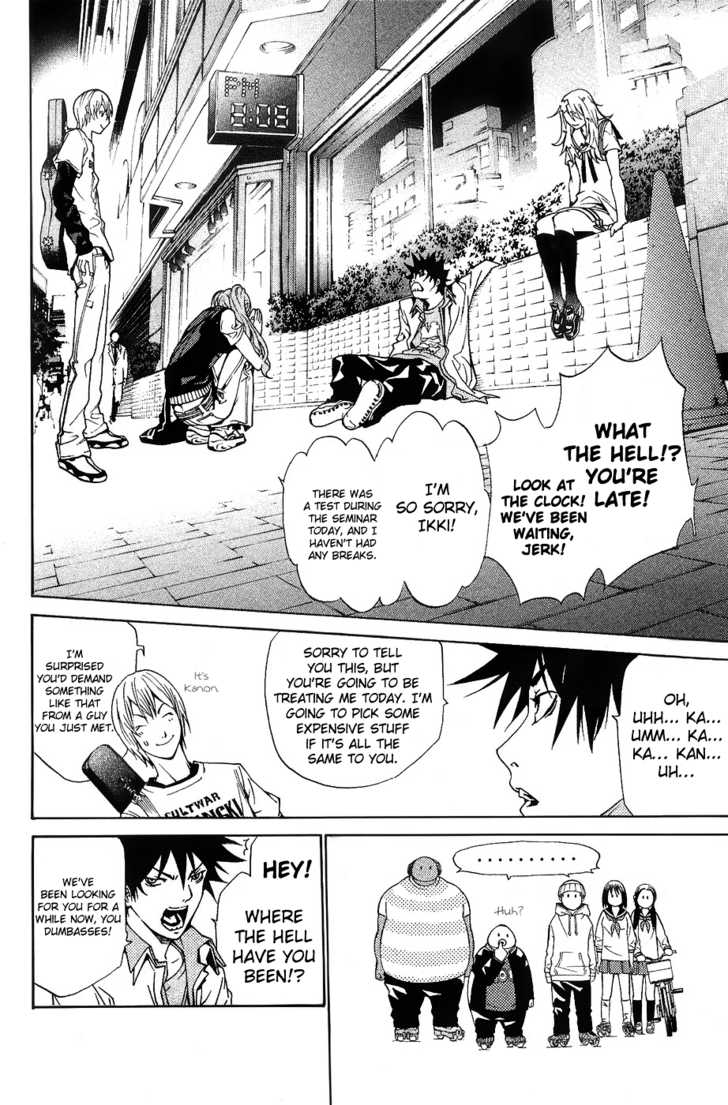 PM
8:08
WHAT
THE HELL!?
YOU'RE
LATE!
LOOK AT
THE CLOCK!
WE'VE BEEN
WAITING,
JERK!
I'M
SO SORRY,
IKKI!
THERE WAS
A TEST DURING
THE SEMINAR
TODAY, AND I
HAVEN'T HAD
ANY BREAKS.
OH,
UHH... KA...
UMM... KA...
KA... KAN...
UH...
SORRY TO TELL
YOU THIS, BUT
YOU'RE GOING TO BE
TREATING ME TODAY. I'M
GOING TO PICK SOME
EXPENSIVE STUFF
IF IT'S ALL THE
SAME TO YOU.
It's
Kanon.
I'M
SURPRISED
YOU'D DEMAND
SOMETHING
LIKE THAT
FROM A GUY
YOU JUST MET.
CULTWAR
. . . . . . . . .
Huh?
HEY!
WHERE
THE HELL
HAVE YOU
BEEN!?
WE'VE
BEEN LOOKING
FOR YOU FOR A
WHILE NOW, YOU
DUMBASSES!